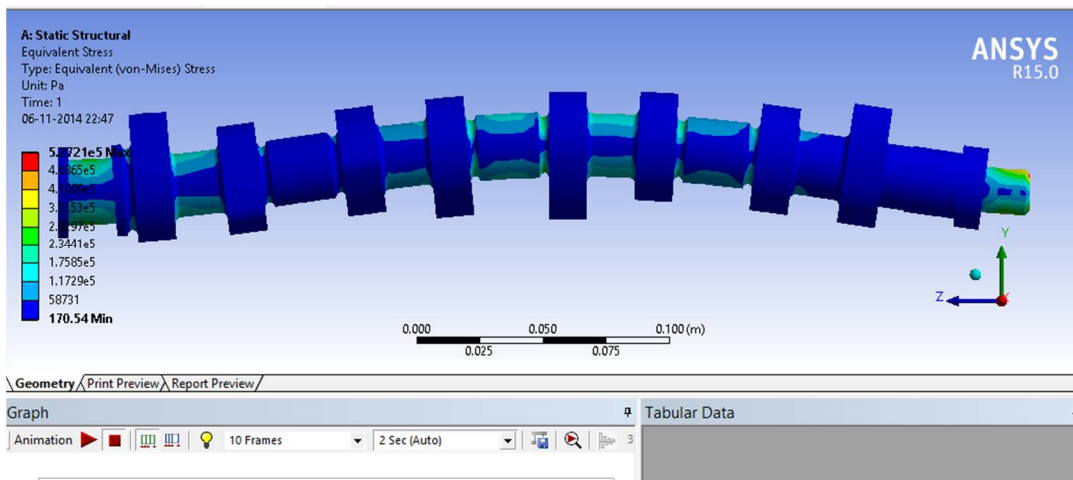 A: Static Structural
Equivalent Stress
Type: Equivalent (von-Mises) Stress
Unit: Pa
Time: 1
06-11-2014 22:47
ANSYS
R15.0
2.3441e5
1.7585e5
1.1729e5
58731
170.54 Min
Y
Z
0.000 0.050 0.100 (m)
0.025 0.075
Geometry Print Preview Report Preview
Graph Tabular Data
Animation 10 Frames 2 Sec (Auto) 3